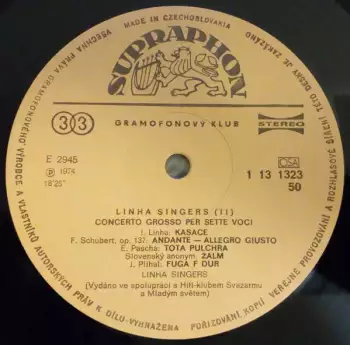 MADE IN CZECHOSLOVAKIA
VŠECHNA PRÁVA GRAMOFONOVÉHO VÝROBCE A VLASTNÍKŮ AUTORSKÝCH PRÁV K DÍLU·VYHRAŽENA POŘIZOVÁNÍ KOPIÍ VEŘEJNÉ PROVOZOVÁNÍ A ROZHLASOVÉ ŠÍŘENÍ TÉTO DESKY JE ZAKÁZÁNO
SUPRAPHON
33
GRAMOFONOVÝ KLUB
STEREO
E 2945
Ⓟ 1974
18'25"
OSA
1 13 1323
50
LINHA SINGERS (II)
CONCERTO GROSSO PER SETTE VOCI
J. Linha: KASACE
F. Schubert, op. 137: ANDANTE – ALLEGRO GIUSTO
E. Pascha: TOTA PULCHRA
Slovenský anonym: ŽALM
J. Plíhal: FUGA F DUR
LINHA SINGERS
(Vydáno ve spolupráci s Hifi-klubem Svazarmu
a Mladým světem)